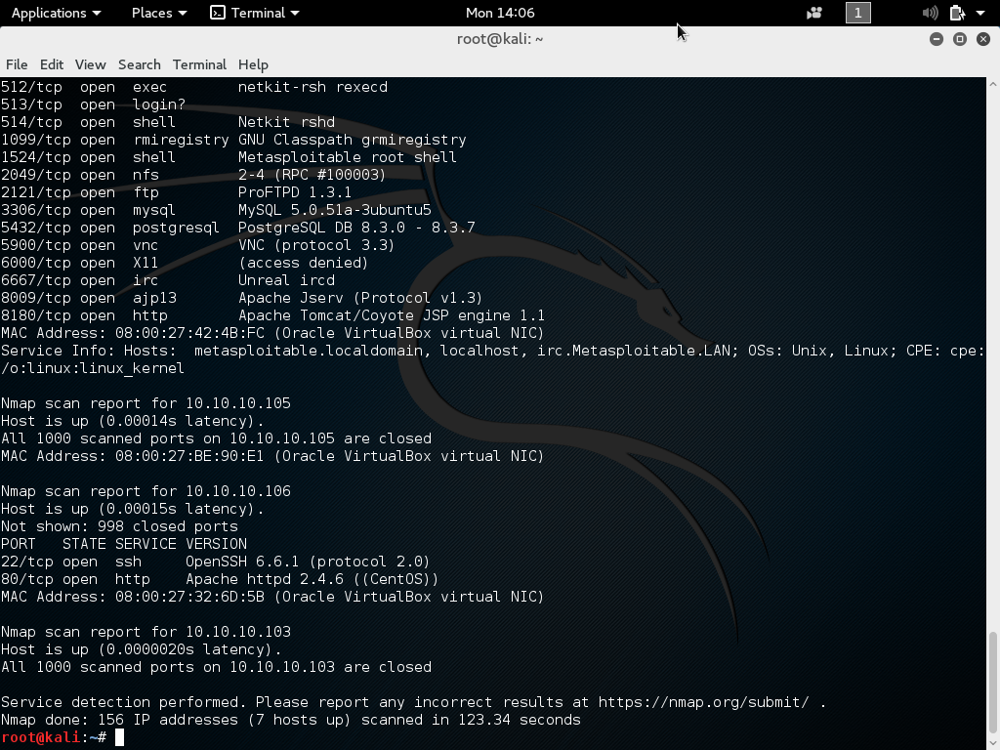 Applications Places Terminal Mon 14:06 1
root@kali: ~
File Edit View Search Terminal Help
512/tcp  open  exec        netkit-rsh rexecd
513/tcp  open  login?
514/tcp  open  shell       Netkit rshd
1099/tcp open  rmiregistry GNU Classpath grmiregistry
1524/tcp open  shell       Metasploitable root shell
2049/tcp open  nfs         2-4 (RPC #100003)
2121/tcp open  ftp         ProFTPD 1.3.1
3306/tcp open  mysql       MySQL 5.0.51a-3ubuntu5
5432/tcp open  postgresql  PostgreSQL DB 8.3.0 - 8.3.7
5900/tcp open  vnc         VNC (protocol 3.3)
6000/tcp open  X11         (access denied)
6667/tcp open  irc         Unreal ircd
8009/tcp open  ajp13       Apache Jserv (Protocol v1.3)
8180/tcp open  http        Apache Tomcat/Coyote JSP engine 1.1
MAC Address: 08:00:27:42:4B:FC (Oracle VirtualBox virtual NIC)
Service Info: Hosts:  metasploitable.localdomain, localhost, irc.Metasploitable.LAN; OSs: Unix, Linux; CPE: cpe:
/o:linux:linux_kernel
Nmap scan report for 10.10.10.105
Host is up (0.00014s latency).
All 1000 scanned ports on 10.10.10.105 are closed
MAC Address: 08:00:27:BE:90:E1 (Oracle VirtualBox virtual NIC)
Nmap scan report for 10.10.10.106
Host is up (0.00015s latency).
Not shown: 998 closed ports
PORT   STATE SERVICE VERSION
22/tcp open  ssh     OpenSSH 6.6.1 (protocol 2.0)
80/tcp open  http    Apache httpd 2.4.6 ((CentOS))
MAC Address: 08:00:27:32:6D:5B (Oracle VirtualBox virtual NIC)
Nmap scan report for 10.10.10.103
Host is up (0.0000020s latency).
All 1000 scanned ports on 10.10.10.103 are closed
Service detection performed. Please report any incorrect results at https://nmap.org/submit/ .
Nmap done: 156 IP addresses (7 hosts up) scanned in 123.34 seconds
root@kali:~#